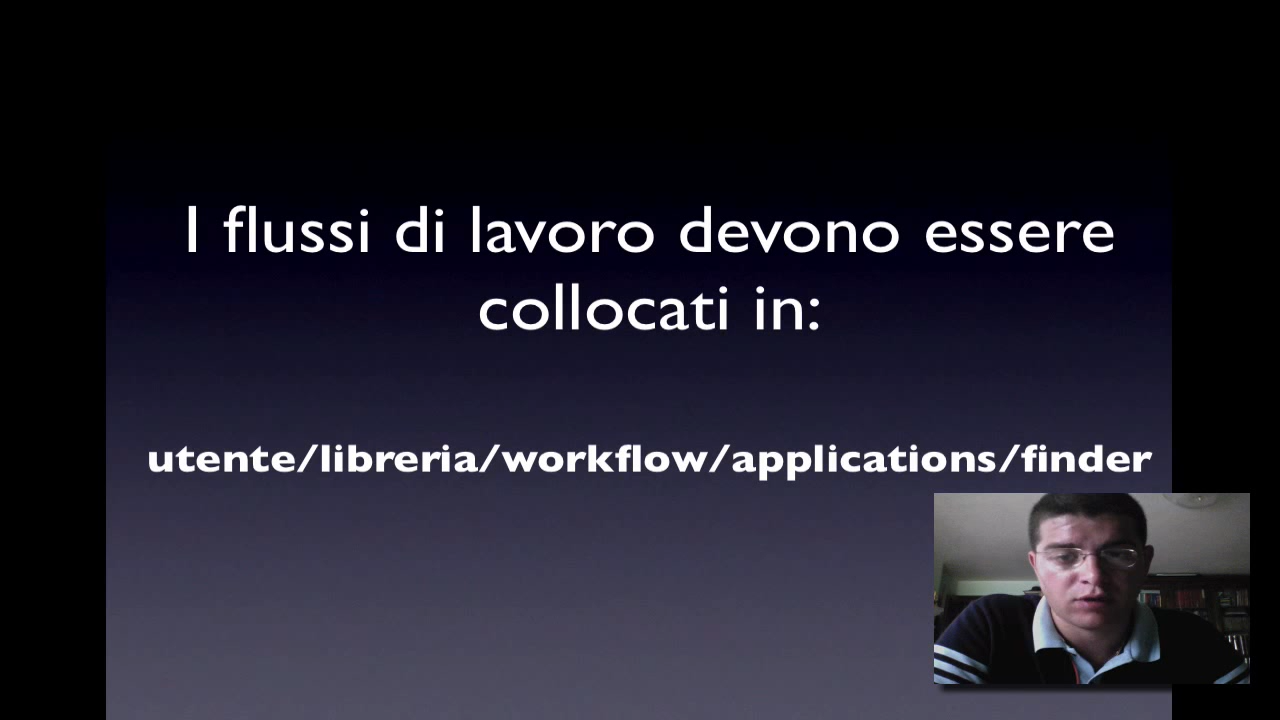 I flussi di lavoro devono essere
collocati in:
utente/libreria/workflow/applications/finder